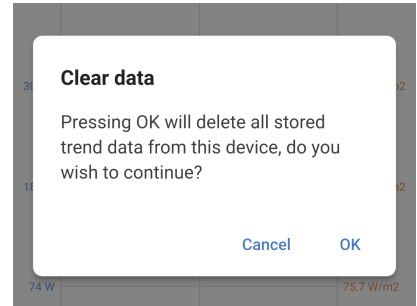 Clear data
Pressing OK will delete all stored
trend data from this device, do you
wish to continue?
Cancel OK
74 W 75.7 W/m2